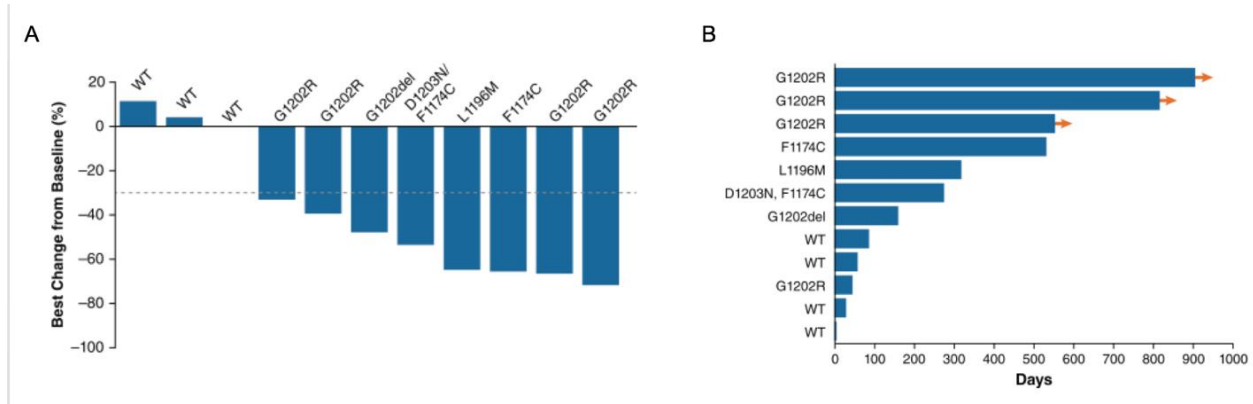 A
Best Change from Baseline (%)
20
0
−20
−40
−60
−80
−100
WT
WT
WT
G1202R
G1202R
G1202del
D1203N/
F1174C
L1196M
F1174C
G1202R
G1202R
B
G1202R
G1202R
G1202R
F1174C
L1196M
D1203N, F1174C
G1202del
WT
WT
G1202R
WT
WT
0 100 200 300 400 500 600 700 800 900 1000
Days